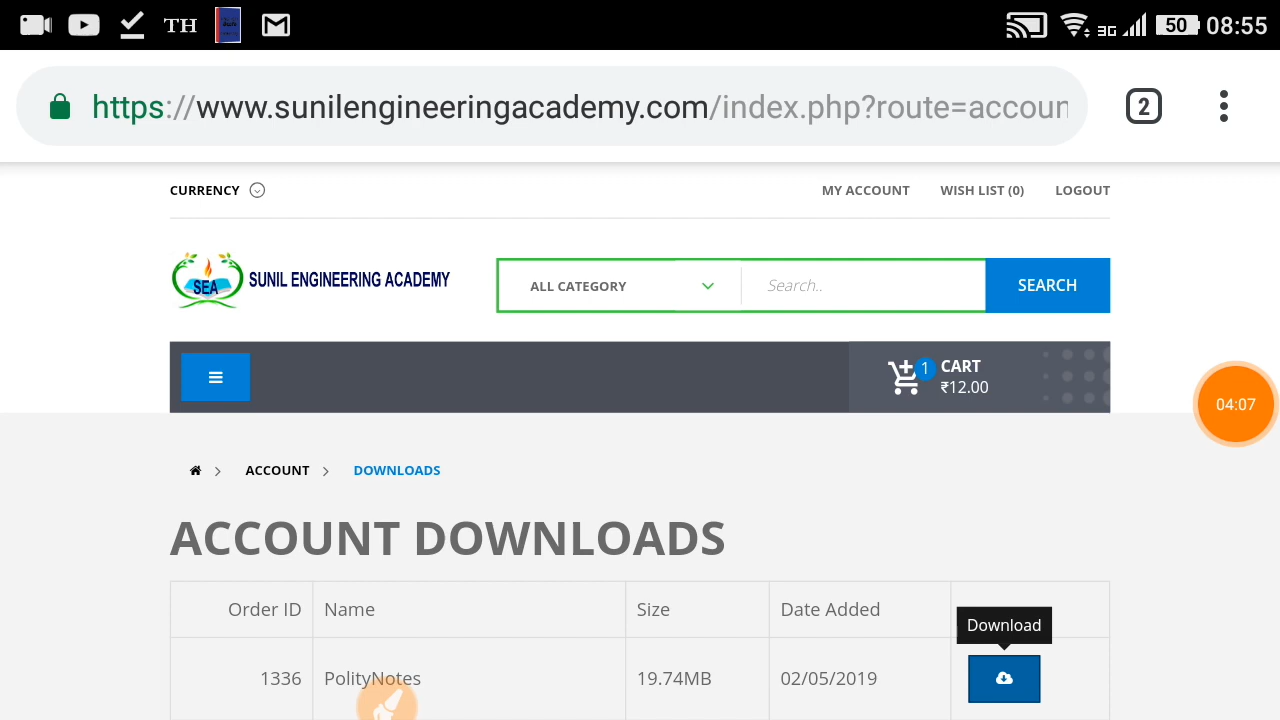 TH 3G 50 08:55
https://www.sunilengineeringacademy.com/index.php?route=accoun 2
CURRENCY MY ACCOUNT WISH LIST (0) LOGOUT
SEA SUNIL ENGINEERING ACADEMY ALL CATEGORY Search.. SEARCH
1 CART
₹12.00
04:07
ACCOUNT > DOWNLOADS
ACCOUNT DOWNLOADS
Order ID Name Size Date Added
Download
1336 PolityNotes 19.74MB 02/05/2019